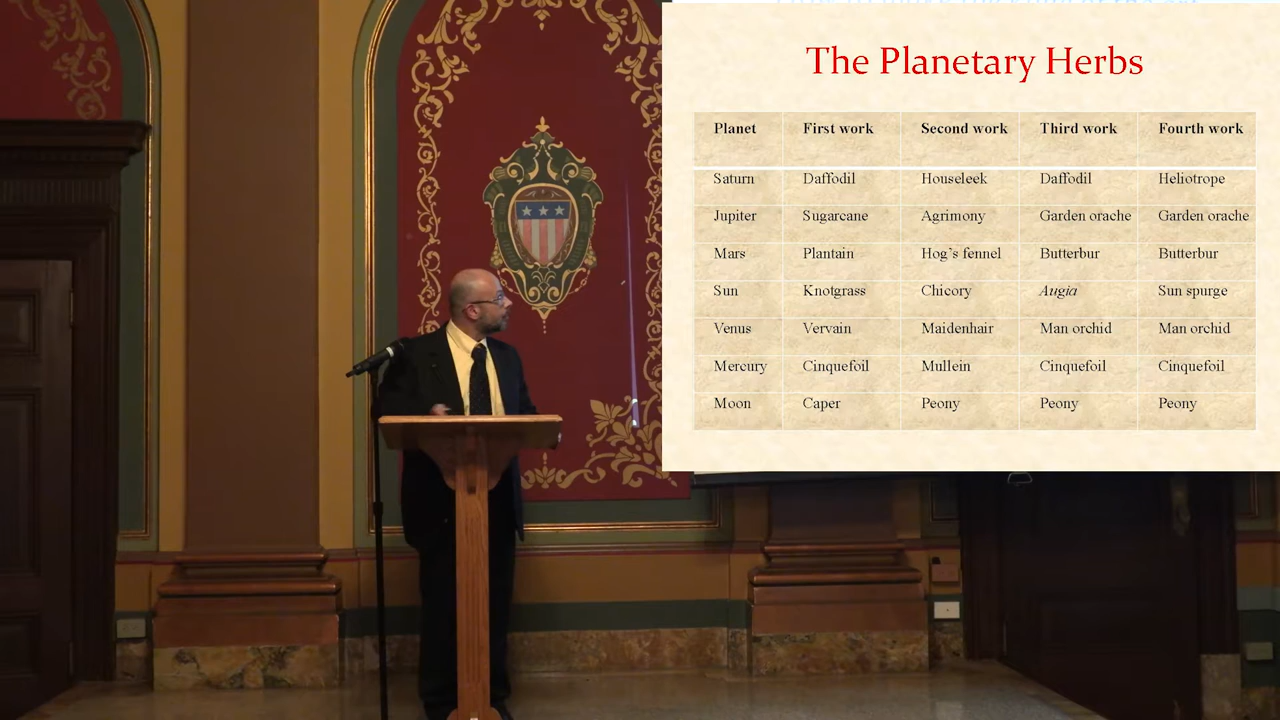 The Planetary Herbs
Planet First work Second work Third work Fourth work
Saturn Daffodil Houseleek Daffodil Heliotrope
Jupiter Sugarcane Agrimony Garden orache Garden orache
Mars Plantain Hog's fennel Butterbur Butterbur
Sun Knotgrass Chicory Augia Sun spurge
Venus Vervain Maidenhair Man orchid Man orchid
Mercury Cinquefoil Mullein Cinquefoil Cinquefoil
Moon Caper Peony Peony Peony